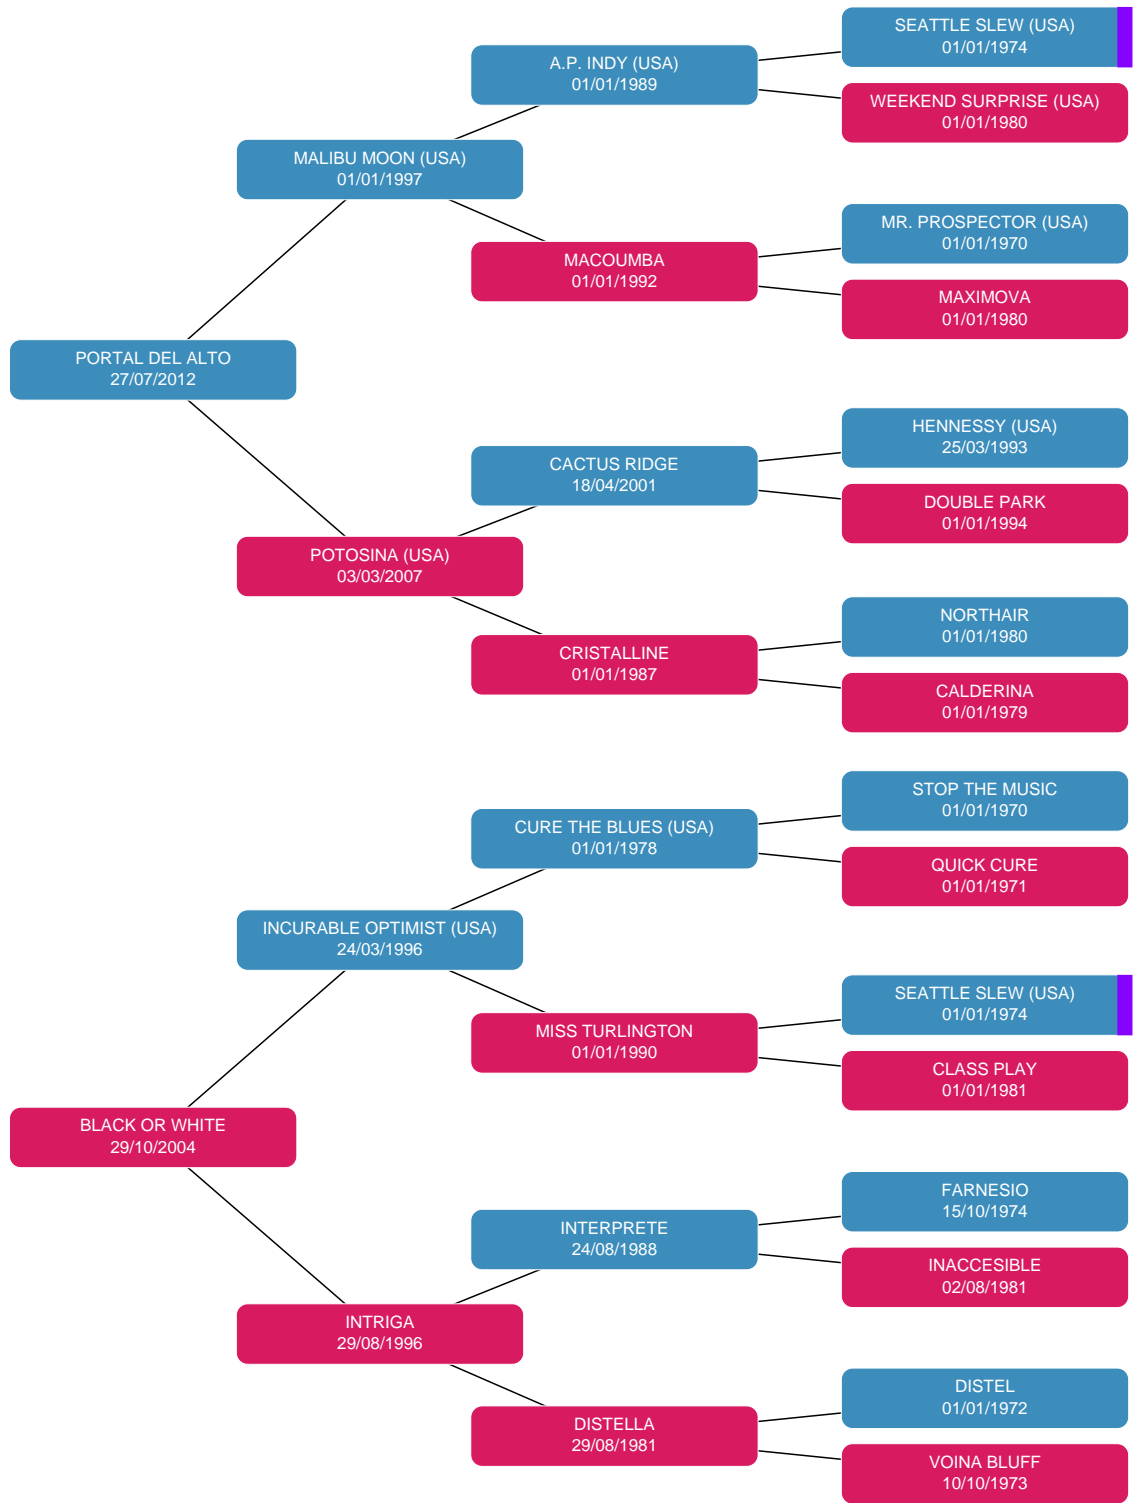 SEATTLE SLEW (USA)
01/01/1974
A.P. INDY (USA)
01/01/1989
WEEKEND SURPRISE (USA)
01/01/1980
MALIBU MOON (USA)
01/01/1997
MR. PROSPECTOR (USA)
01/01/1970
MACOUMBA
01/01/1992
MAXIMOVA
01/01/1980
PORTAL DEL ALTO
27/07/2012
HENNESSY (USA)
25/03/1993
CACTUS RIDGE
18/04/2001
DOUBLE PARK
01/01/1994
POTOSINA (USA)
03/03/2007
NORTHAIR
01/01/1980
CRISTALLINE
01/01/1987
CALDERINA
01/01/1979
STOP THE MUSIC
01/01/1970
CURE THE BLUES (USA)
01/01/1978
QUICK CURE
01/01/1971
INCURABLE OPTIMIST (USA)
24/03/1996
SEATTLE SLEW (USA)
01/01/1974
MISS TURLINGTON
01/01/1990
CLASS PLAY
01/01/1981
BLACK OR WHITE
29/10/2004
FARNESIO
15/10/1974
INTERPRETE
24/08/1988
INACCESIBLE
02/08/1981
INTRIGA
29/08/1996
DISTEL
01/01/1972
DISTELLA
29/08/1981
VOINA BLUFF
10/10/1973